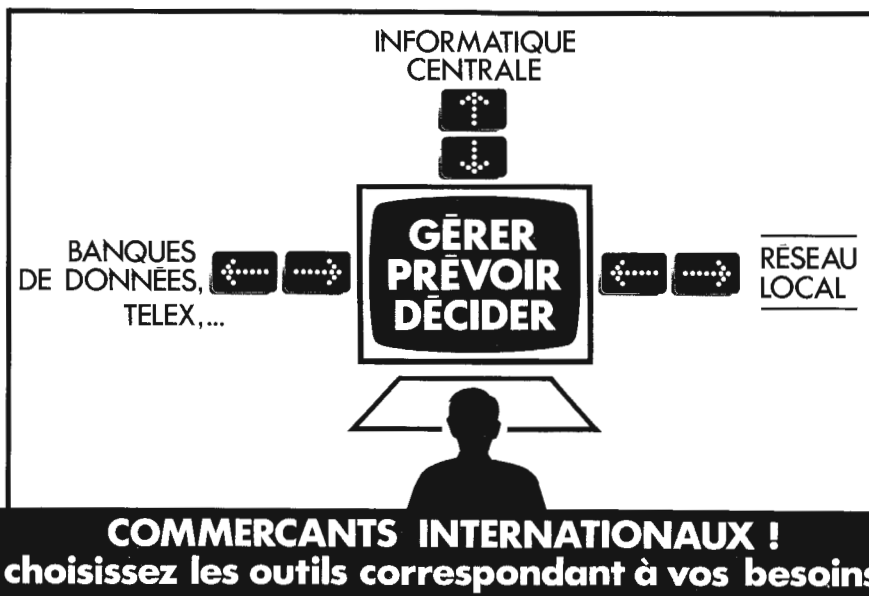 INFORMATIQUE
CENTRALE
BANQUES
DE DONNÉES,
TELEX,...
GÉRER
PRÉVOIR
DÉCIDER
RÉSEAU
LOCAL
COMMERCANTS INTERNATIONAUX !
choisissez les outils correspondant à vos besoins